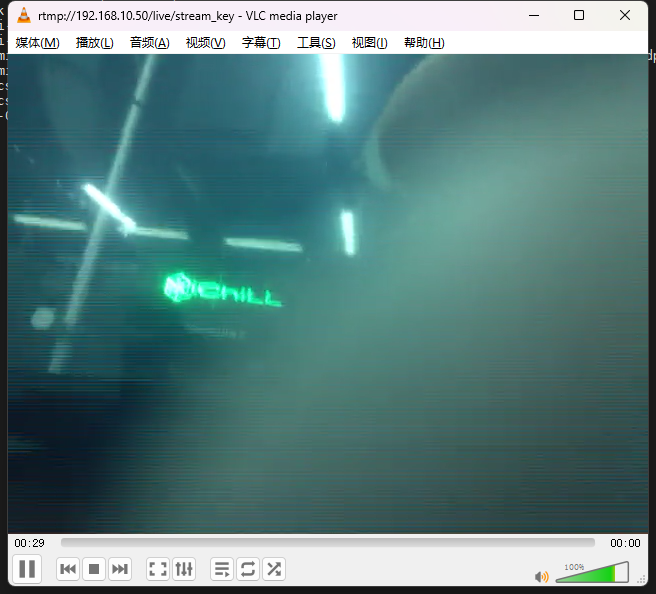 rtmp://192.168.10.50/live/stream_key - VLC media player
媒体(M) 播放(L) 音频(A) 视频(V) 字幕(T) 工具(S) 视图(I) 帮助(H)
iCHILL
00:29 00:00
100%